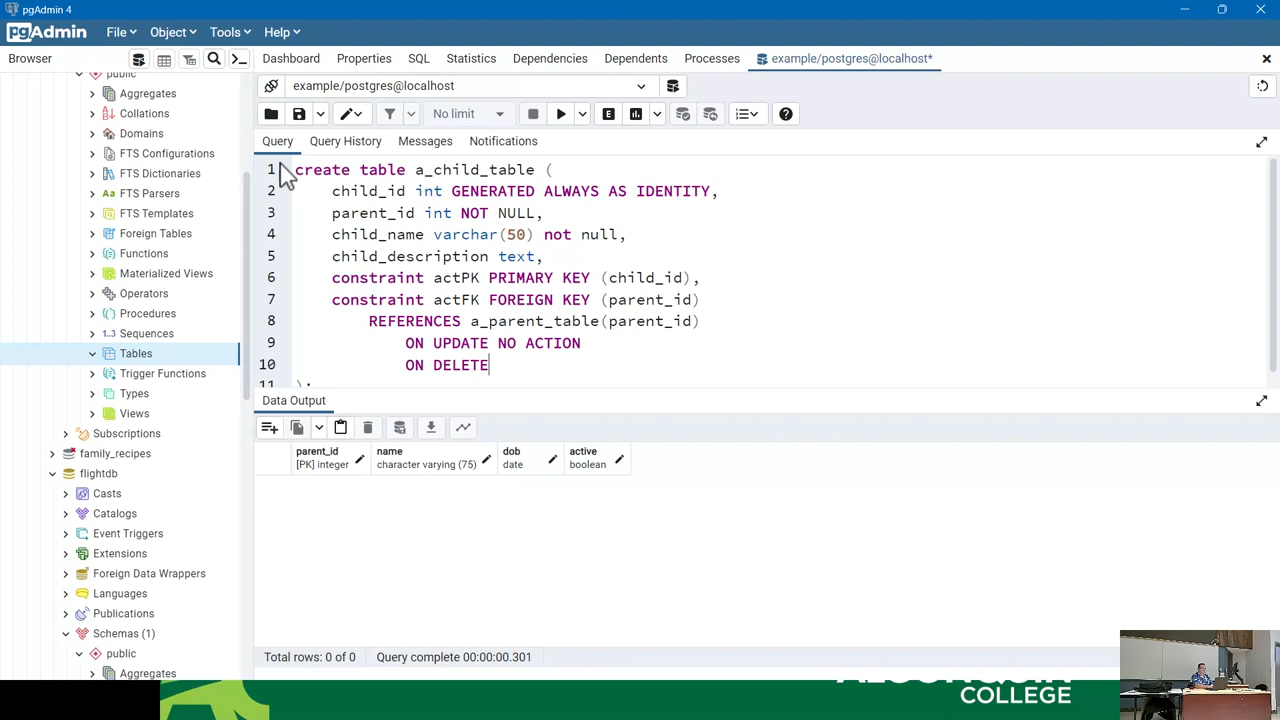 pgAdmin 4
pgAdmin File Object Tools Help
Browser Dashboard Properties SQL Statistics Dependencies Dependents Processes example/postgres@localhost*
public
Aggregates
Collations
Domains
FTS Configurations
FTS Dictionaries
Aa FTS Parsers
FTS Templates
Foreign Tables
Functions
Materialized Views
Operators
Procedures
1..3 Sequences
Tables
Trigger Functions
Types
Views
Subscriptions
family_recipes
flightdb
Casts
Catalogs
Event Triggers
Extensions
Foreign Data Wrappers
Languages
Publications
Schemas (1)
public
Aggregates
example/postgres@localhost
No limit E
Query Query History Messages Notifications
1 create table a_child_table (
2 child_id int GENERATED ALWAYS AS IDENTITY,
3 parent_id int NOT NULL,
4 child_name varchar(50) not null,
5 child_description text,
6 constraint actPK PRIMARY KEY (child_id),
7 constraint actFK FOREIGN KEY (parent_id)
8 REFERENCES a_parent_table(parent_id)
9 ON UPDATE NO ACTION
10 ON DELETE
11 );
Data Output
parent_id name dob active
[PK] integer character varying (75) date boolean
Total rows: 0 of 0 Query complete 00:00:00.301
ALGONQUIN
COLLEGE